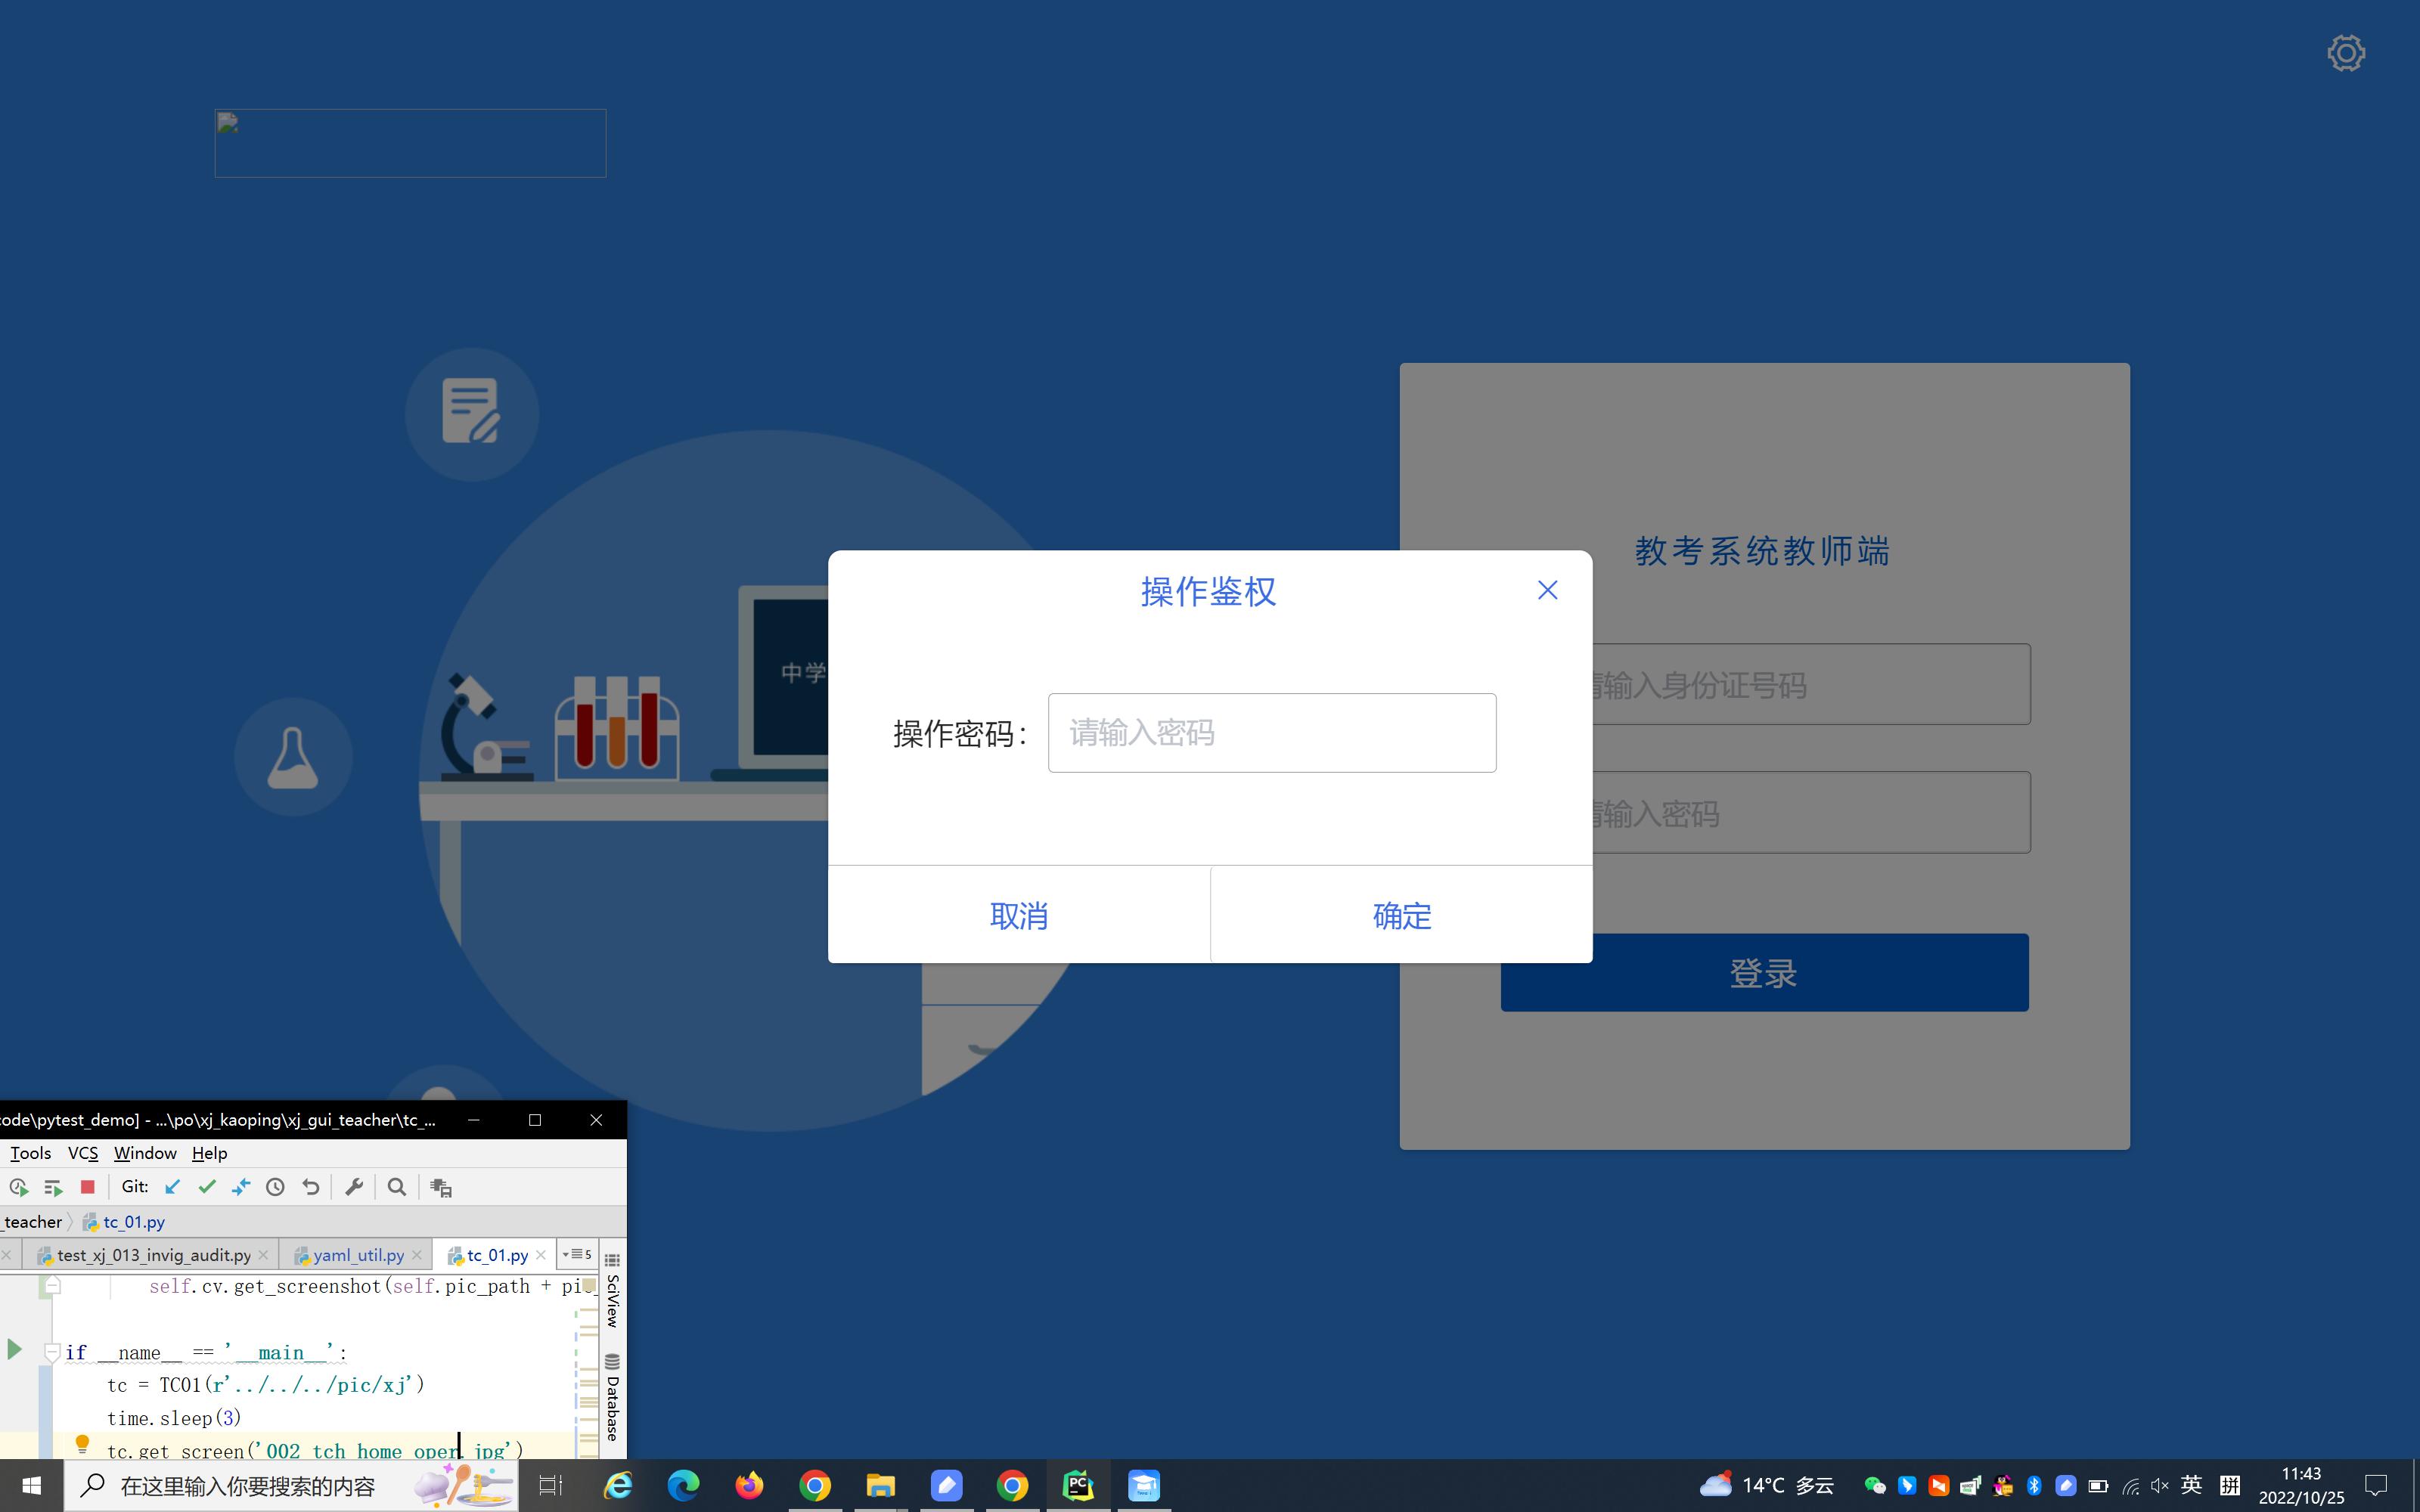 中学
教考系统教师端
输入身份证号码
输入密码
登录
操作鉴权
操作密码：
请输入密码
取消
确定
code\pytest_demo] - ...\po\xj_kaoping\xj_gui_teacher\tc_...
Tools VCS Window Help
Git:
_teacher
tc_01.py
test_xj_013_invig_audit.py
yaml_util.py
tc_01.py
5
SciView
Database
self.cv.get_screenshot(self.pic_path + pic_
if __name__ == '__main__':
tc = TC01(r'../../../pic/xj')
time.sleep(3)
tc.get_screen('002_tch_home_oper.jpg')
在这里输入你要搜索的内容
PC
14°C 多云
英
拼
11:43
2022/10/25